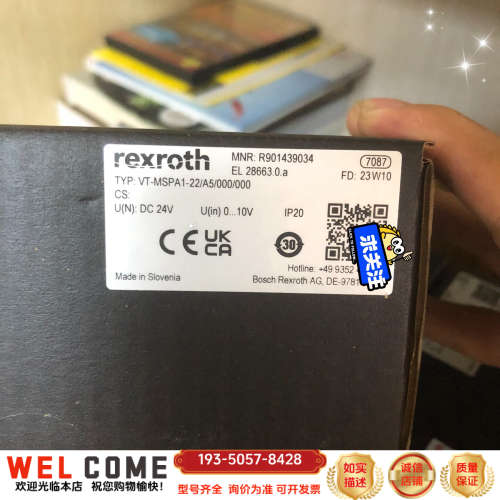 rexroth
MNR: R901439034
7087
EL 28663.0.a
FD: 23W10
TYP: VT-MSPA1-22/A5/000/000
CS:
U(N): DC 24V
U(in) 0...10V
IP20
CE UK CA
30
Made in Slovenia
Hotline: +49 9352
Bosch Rexroth AG, DE-9781
求关注
WEL COME
欢迎光临本店 祝您购物愉快!
193-5057-8428
型号齐全 询价为准 可开发票
如实描述
诚信店铺
品质保证